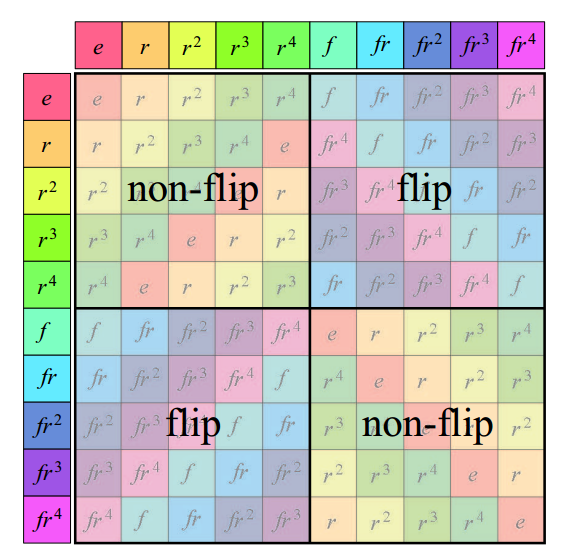 e r r² r³ r⁴ f fr fr² fr³ fr⁴
e e r r² r³ r⁴ f fr fr² fr³ fr⁴
r r r² r³ r⁴ e fr⁴ f fr fr² fr³
r² r² non-flip r fr³ fr⁴ flip fr fr²
r³ r³ r⁴ e r r² fr² fr³ fr⁴ f fr
r⁴ r⁴ e r r² r³ fr fr² fr³ fr⁴ f
f f fr fr² fr³ fr⁴ e r r² r³ r⁴
fr fr fr² fr³ fr⁴ f r⁴ e r r² r³
fr² fr² fr³ flip f fr r³ non-flip r²
fr³ fr³ fr⁴ f fr fr² r² r³ r⁴ e r
fr⁴ fr⁴ f fr fr² fr³ r r² r³ r⁴ e